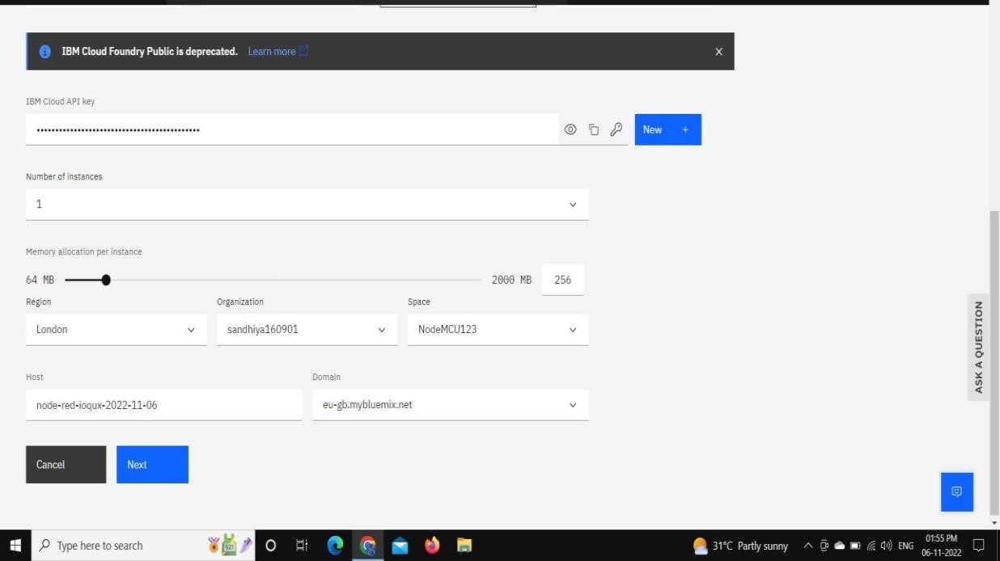 IBM Cloud Foundry Public is deprecated. Learn more X
IBM Cloud API key
••••••••••••••••••••••••••••••••••••••••••••
New +
Number of instances
1
Memory allocation per instance
64 MB 2000 MB 256
Region Organization Space
London sandhiya160901 NodeMCU123
Host Domain
node-red-ioqux-2022-11-06 eu-gb.mybluemix.net
Cancel Next
ASK A QUESTION
Type here to search 31°C Partly sunny ENG 01:55 PM
06-11-2022